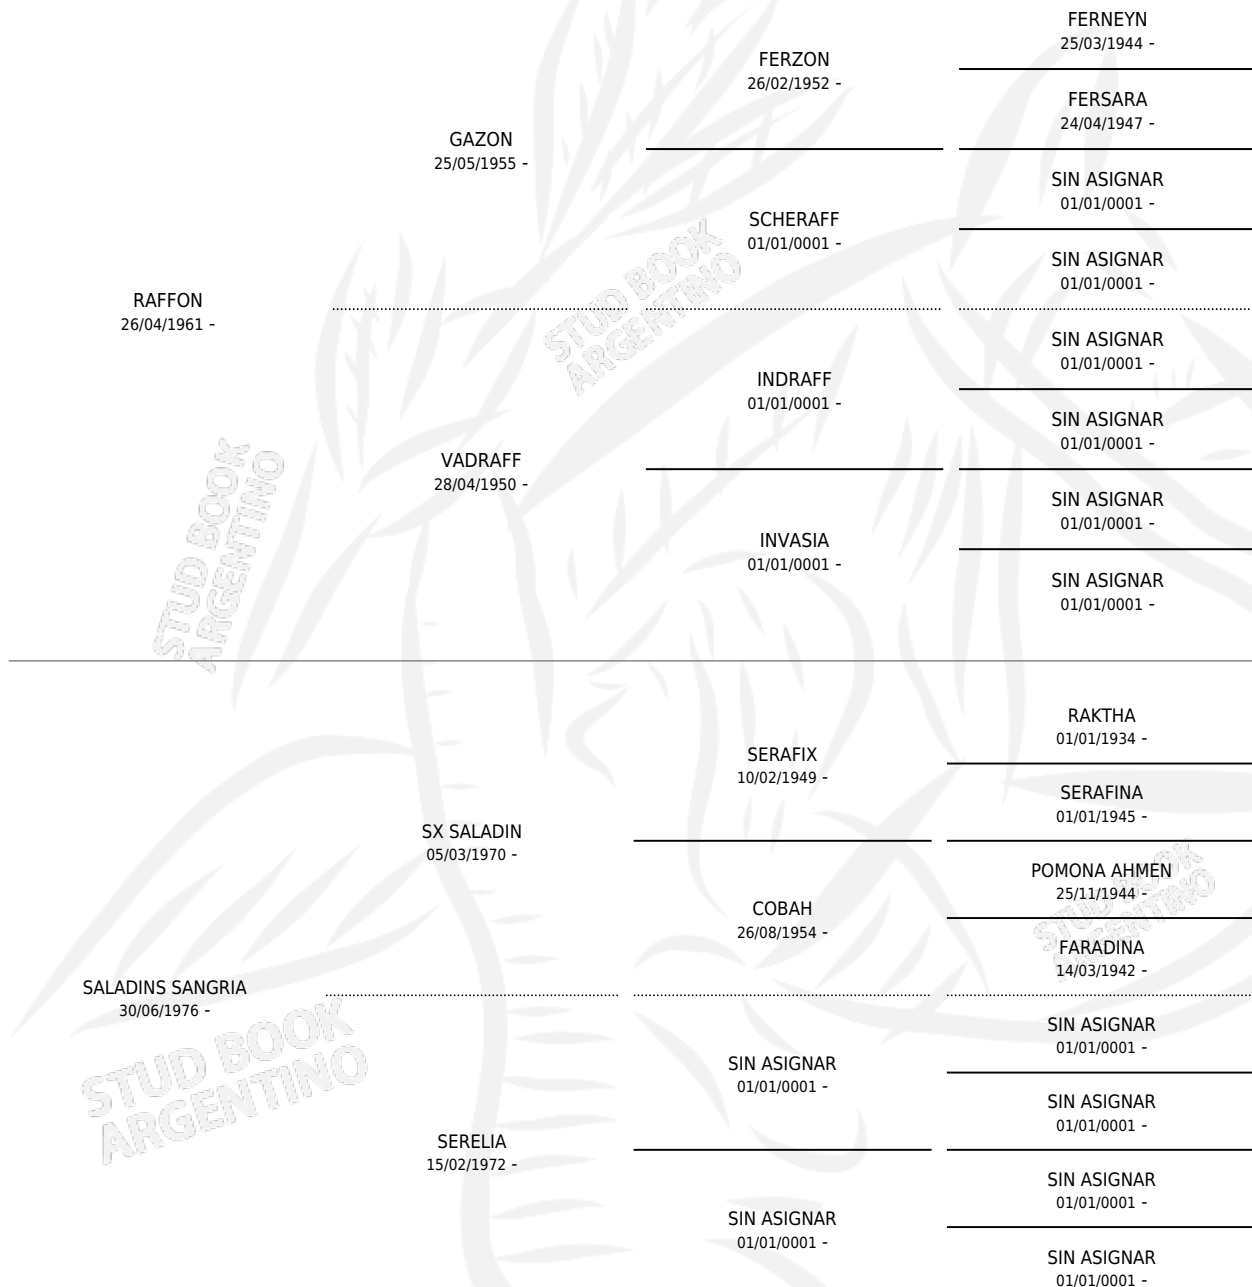 RAFFON
26/04/1961 -
GAZON
25/05/1955 -
FERZON
26/02/1952 -
FERNEYN
25/03/1944 -
FERSARA
24/04/1947 -
SCHERAFF
01/01/0001 -
SIN ASIGNAR
01/01/0001 -
SIN ASIGNAR
01/01/0001 -
VADRAFF
28/04/1950 -
INDRAFF
01/01/0001 -
SIN ASIGNAR
01/01/0001 -
SIN ASIGNAR
01/01/0001 -
INVASIA
01/01/0001 -
SIN ASIGNAR
01/01/0001 -
SIN ASIGNAR
01/01/0001 -
SALADINS SANGRIA
30/06/1976 -
SX SALADIN
05/03/1970 -
SERAFIX
10/02/1949 -
RAKTHA
01/01/1934 -
SERAFINA
01/01/1945 -
COBAH
26/08/1954 -
POMONA AHMEN
25/11/1944 -
FARADINA
14/03/1942 -
SERELIA
15/02/1972 -
SIN ASIGNAR
01/01/0001 -
SIN ASIGNAR
01/01/0001 -
SIN ASIGNAR
01/01/0001 -
SIN ASIGNAR
01/01/0001 -
SIN ASIGNAR
01/01/0001 -
SIN ASIGNAR
01/01/0001 -
STUD BOOK
ARGENTINO
STUD BOOK
ARGENTINO
STUD BOOK
ARGENTINO
STUD BOOK
ARGENTINO